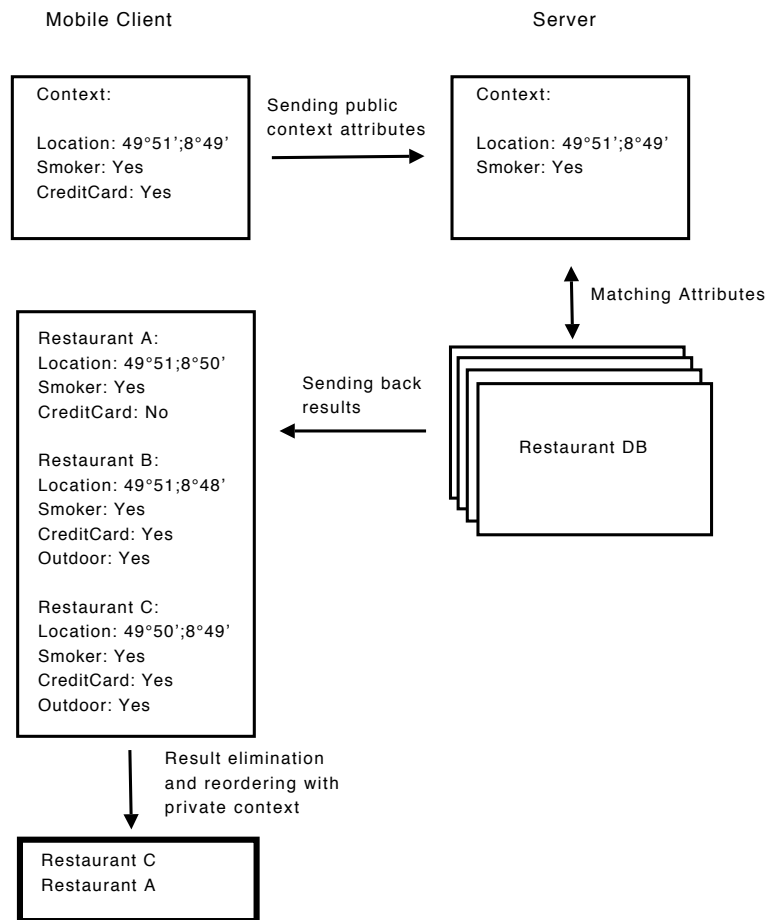 Mobile Client
Server
Context:
Location: 49°51';8°49'
Smoker: Yes
CreditCard: Yes
Sending public
context attributes
Context:
Location: 49°51';8°49'
Smoker: Yes
Matching Attributes
Restaurant DB
Sending back
results
Restaurant A:
Location: 49°51;8°50'
Smoker: Yes
CreditCard: No
Restaurant B:
Location: 49°51;8°48'
Smoker: Yes
CreditCard: Yes
Outdoor: Yes
Restaurant C:
Location: 49°50';8°49'
Smoker: Yes
CreditCard: Yes
Outdoor: Yes
Result elimination
and reordering with
private context
Restaurant C
Restaurant A